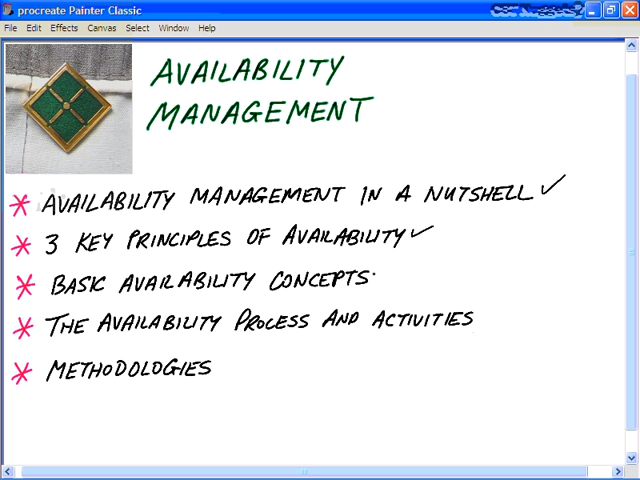 procreate Painter Classic
File Edit Effects Canvas Select Window Help
AVAILABILITY
MANAGEMENT
* AVAILABILITY MANAGEMENT IN A NUTSHELL ✓
* 3 KEY PRINCIPLES OF AVAILABILITY ✓
* BASIC AVAILABILITY CONCEPTS
* THE AVAILABILITY PROCESS AND ACTIVITIES
* METHODOLOGIES